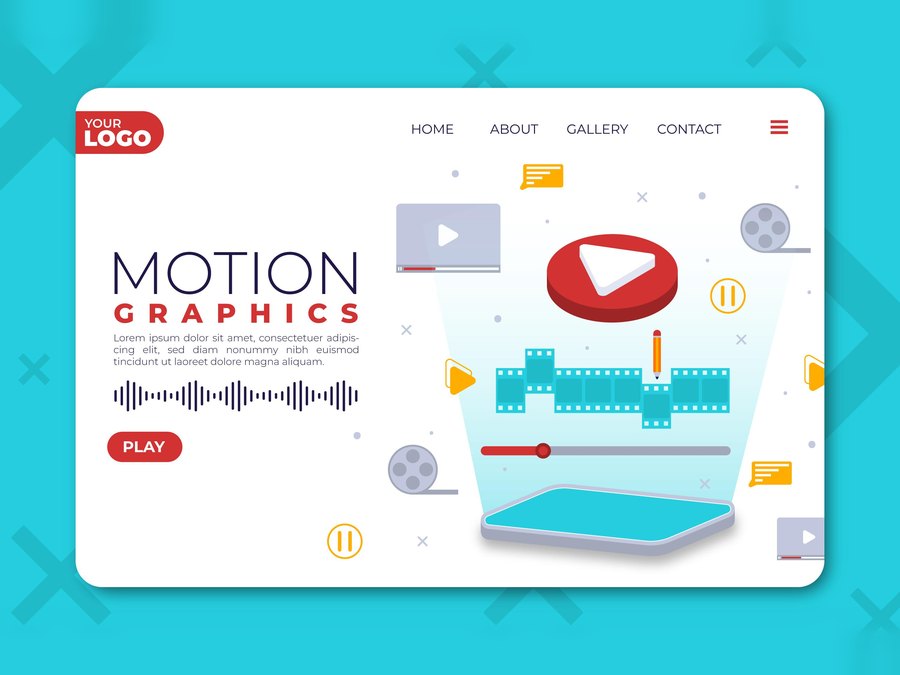 YOUR
LOGO
HOME ABOUT GALLERY CONTACT
MOTION
GRAPHICS
Lorem ipsum dolor sit amet, consectetuer adipis-
cing elit, sed diam nonummy nibh euismod
tincidunt ut laoreet dolore magna aliquam.
PLAY